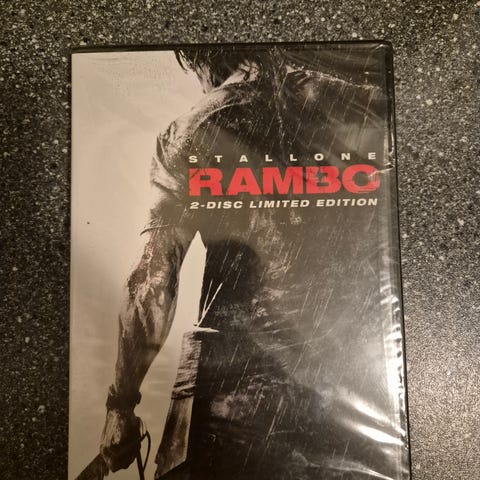 STALLONE
RAMBO
2-DISC LIMITED EDITION